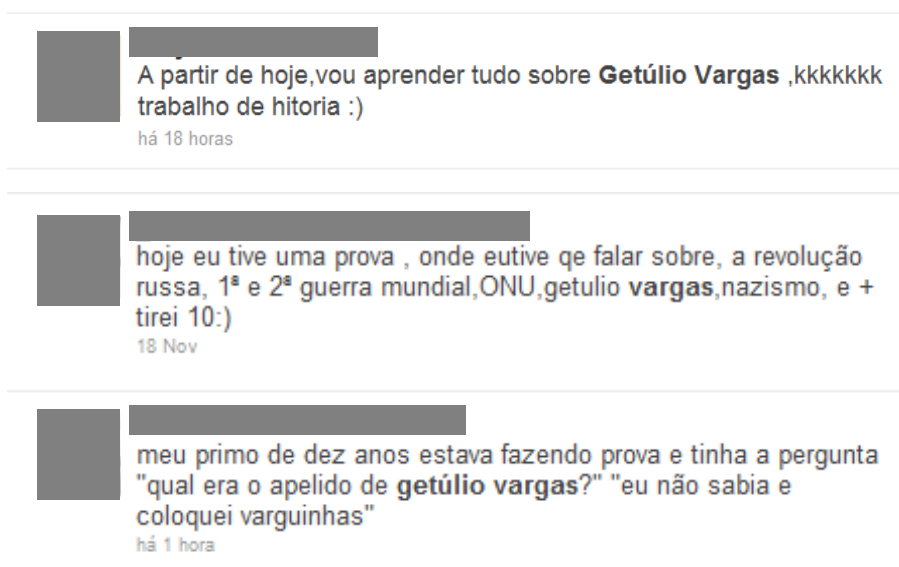 A partir de hoje,vou aprender tudo sobre Getúlio Vargas ,kkkkkkk
trabalho de hitoria :)
há 18 horas
hoje eu tive uma prova , onde eutive qe falar sobre, a revolução
russa, 1ª e 2ª guerra mundial,ONU,getulio vargas,nazismo, e +
tirei 10:)
18 Nov
meu primo de dez anos estava fazendo prova e tinha a pergunta
"qual era o apelido de getúlio vargas?" "eu não sabia e
coloquei varguinhas"
há 1 hora